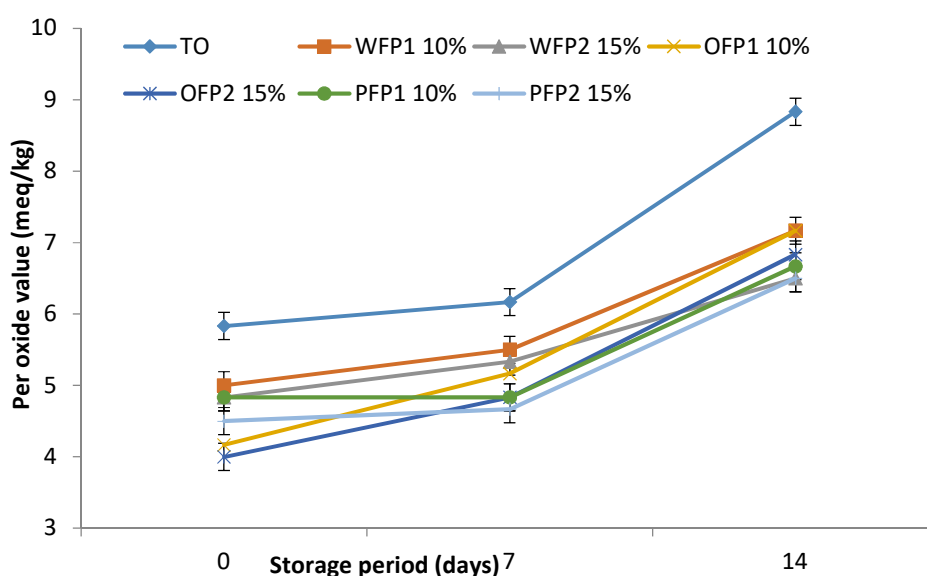 10
9
8
7
6
5
4
3
Per oxide value (meq/kg)
TO WFP1 10% WFP2 15% OFP1 10%
OFP2 15% PFP1 10% PFP2 15%
0 7 14
Storage period (days)